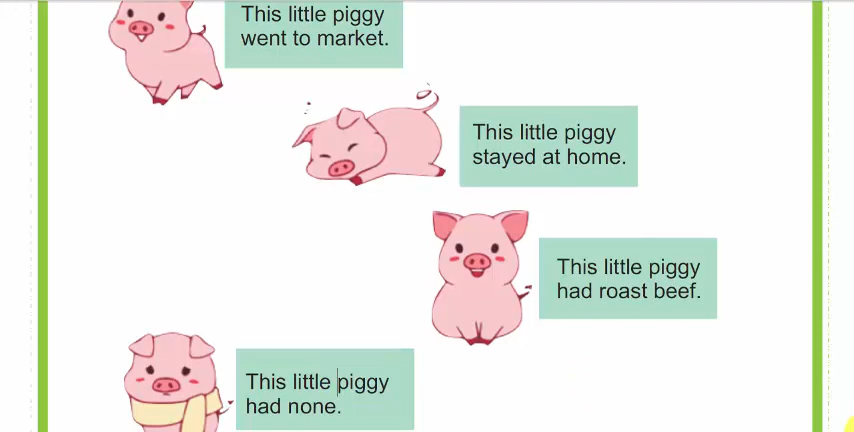 This little piggy
went to market.
This little piggy
stayed at home.
This little piggy
had roast beef.
This little piggy
had none.